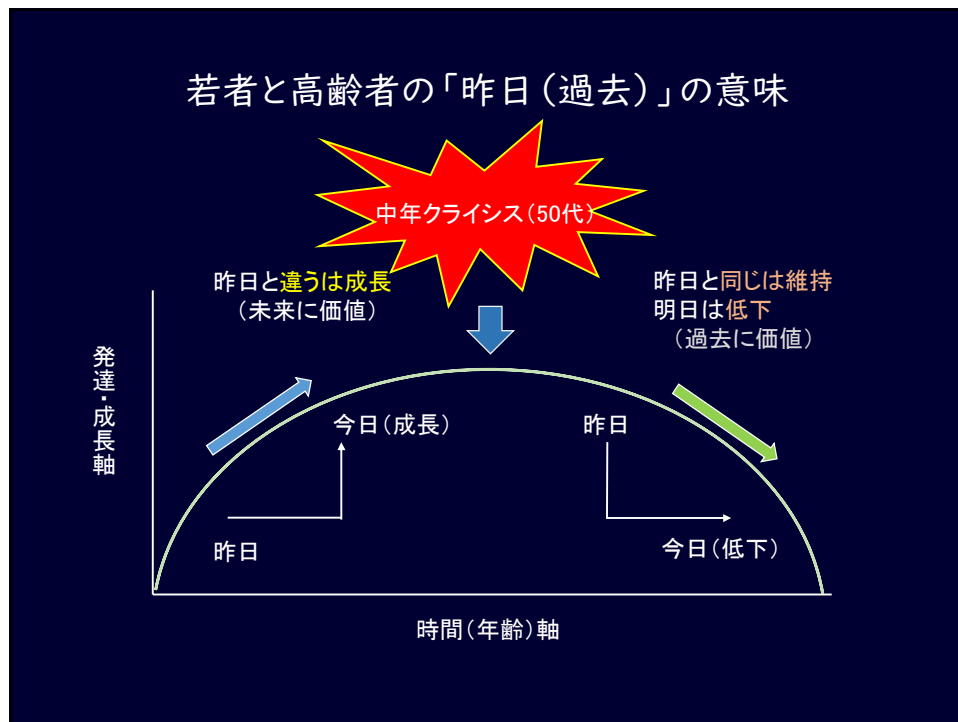 若者と高齢者の「昨日(過去)」の意味
中年クライシス(50代)
昨日と違うは成長
(未来に価値)
昨日と同じは維持
明日は低下
(過去に価値)
発達・成長軸
今日(成長)
昨日
昨日
今日(低下)
時間(年齢)軸